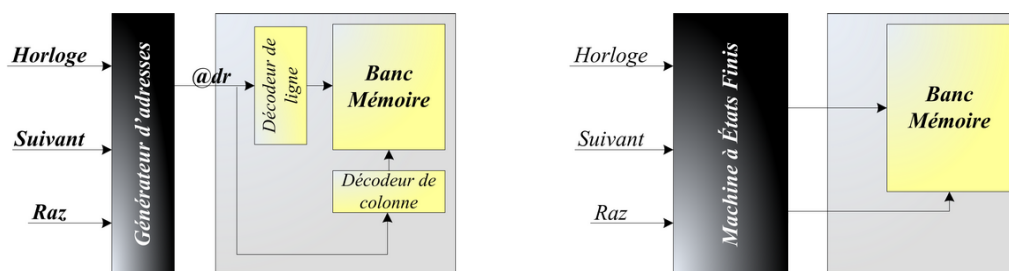 Horloge
Suivant
Raz
Générateur d'adresses
@dr
Décodeur de
ligne
Banc
Mémoire
Décodeur de
colonne
Horloge
Suivant
Raz
Machine à États Finis
Banc
Mémoire